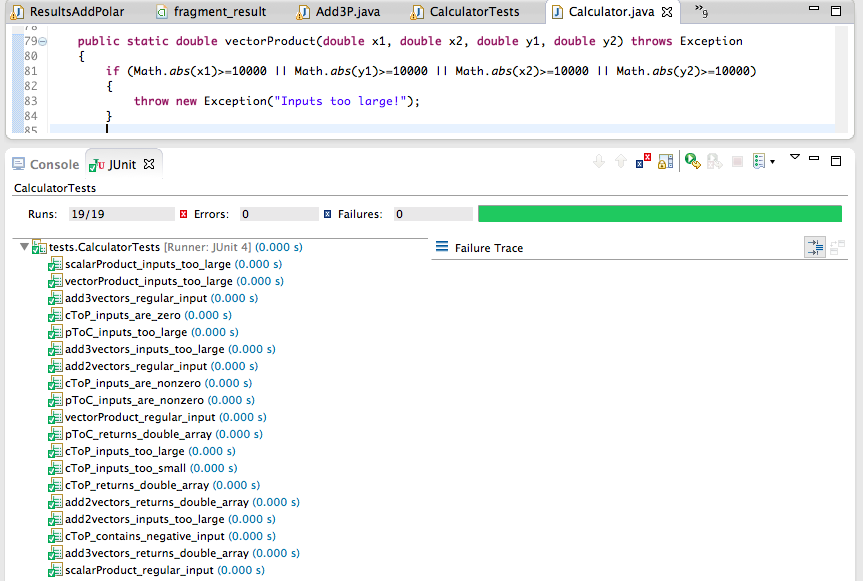 ResultsAddPolar fragment_result Add3P.java CalculatorTests Calculator.java »9
78
79 public static double vectorProduct(double x1, double x2, double y1, double y2) throws Exception
80 {
81 if (Math.abs(x1)>=10000 || Math.abs(y1)>=10000 || Math.abs(x2)>=10000 || Math.abs(y2)>=10000)
82 {
83 throw new Exception("Inputs too large!");
84 }
85
Console JUnit
CalculatorTests
Runs: 19/19 Errors: 0 Failures: 0
tests.CalculatorTests [Runner: JUnit 4] (0.000 s) Failure Trace
scalarProduct_inputs_too_large (0.000 s)
vectorProduct_inputs_too_large (0.000 s)
add3vectors_regular_input (0.000 s)
cToP_inputs_are_zero (0.000 s)
pToC_inputs_too_large (0.000 s)
add3vectors_inputs_too_large (0.000 s)
add2vectors_regular_input (0.000 s)
cToP_inputs_are_nonzero (0.000 s)
pToC_inputs_are_nonzero (0.000 s)
vectorProduct_regular_input (0.000 s)
pToC_returns_double_array (0.000 s)
cToP_inputs_too_large (0.000 s)
cToP_inputs_too_small (0.000 s)
cToP_returns_double_array (0.000 s)
add2vectors_returns_double_array (0.000 s)
add2vectors_inputs_too_large (0.000 s)
cToP_contains_negative_input (0.000 s)
add3vectors_returns_double_array (0.000 s)
scalarProduct_regular_input (0.000 s)